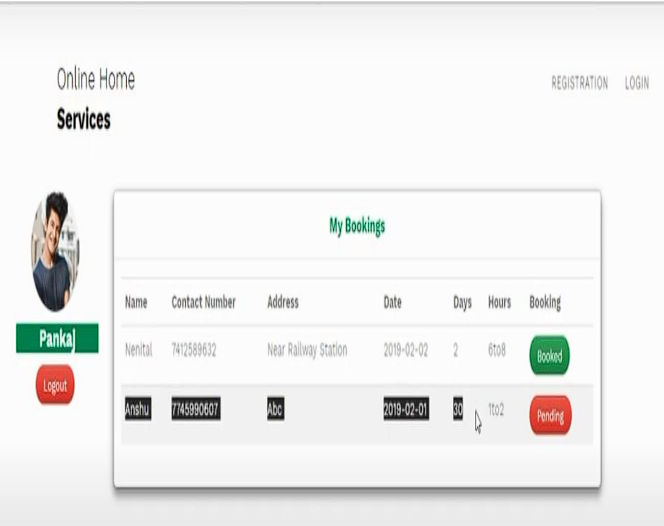 Online Home
Services
REGISTRATION LOGIN
Pankaj
Logout
My Bookings
Name Contact Number Address Date Days Hours Booking
Nenital 7412589632 Near Railway Station 2019-02-02 2 6to8 Booked
Anshu 7745990607 Abc 2019-02-01 30 1to2 Pending